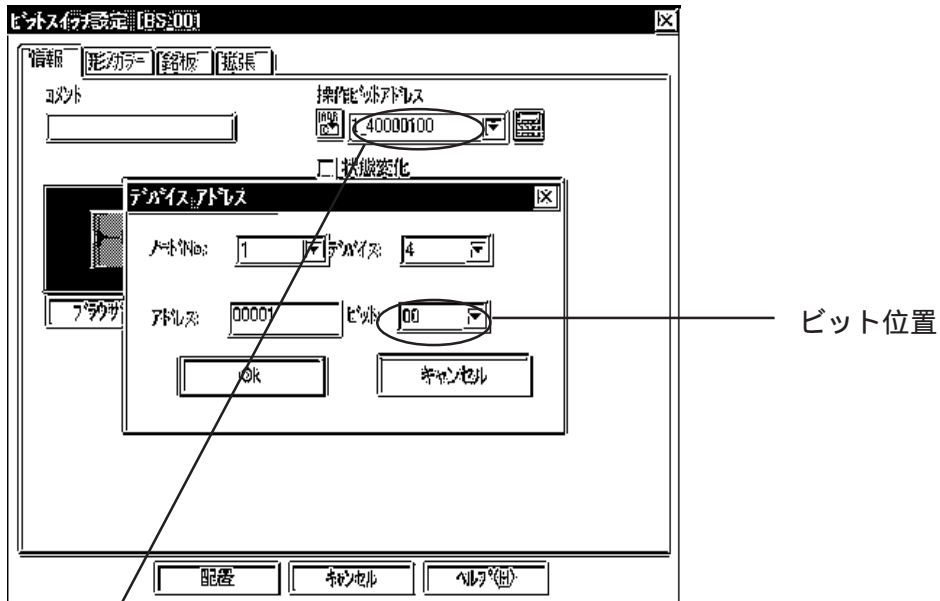 ﾋﾞｯﾄｽｲｯﾁ設定 [BS:001
情報 形/ｶﾗｰ 銘板 拡張
ｺﾒﾝﾄ
操作ﾋﾞｯﾄｱﾄﾞﾚｽ
1_40000100
状態変化
ﾃﾞﾊﾞｲｽ:ｱﾄﾞﾚｽ
ﾉｰﾄﾞNo: 1 ﾃﾞﾊﾞｲｽ: 4
ｱﾄﾞﾚｽ: 00001 ﾋﾞｯﾄ: 00
ビット位置
ﾌﾞﾗｳｻﾞ
Ok ｷｬﾝｾﾙ
配置 ｷｬﾝｾﾙ ﾍﾙﾌﾟ(H)